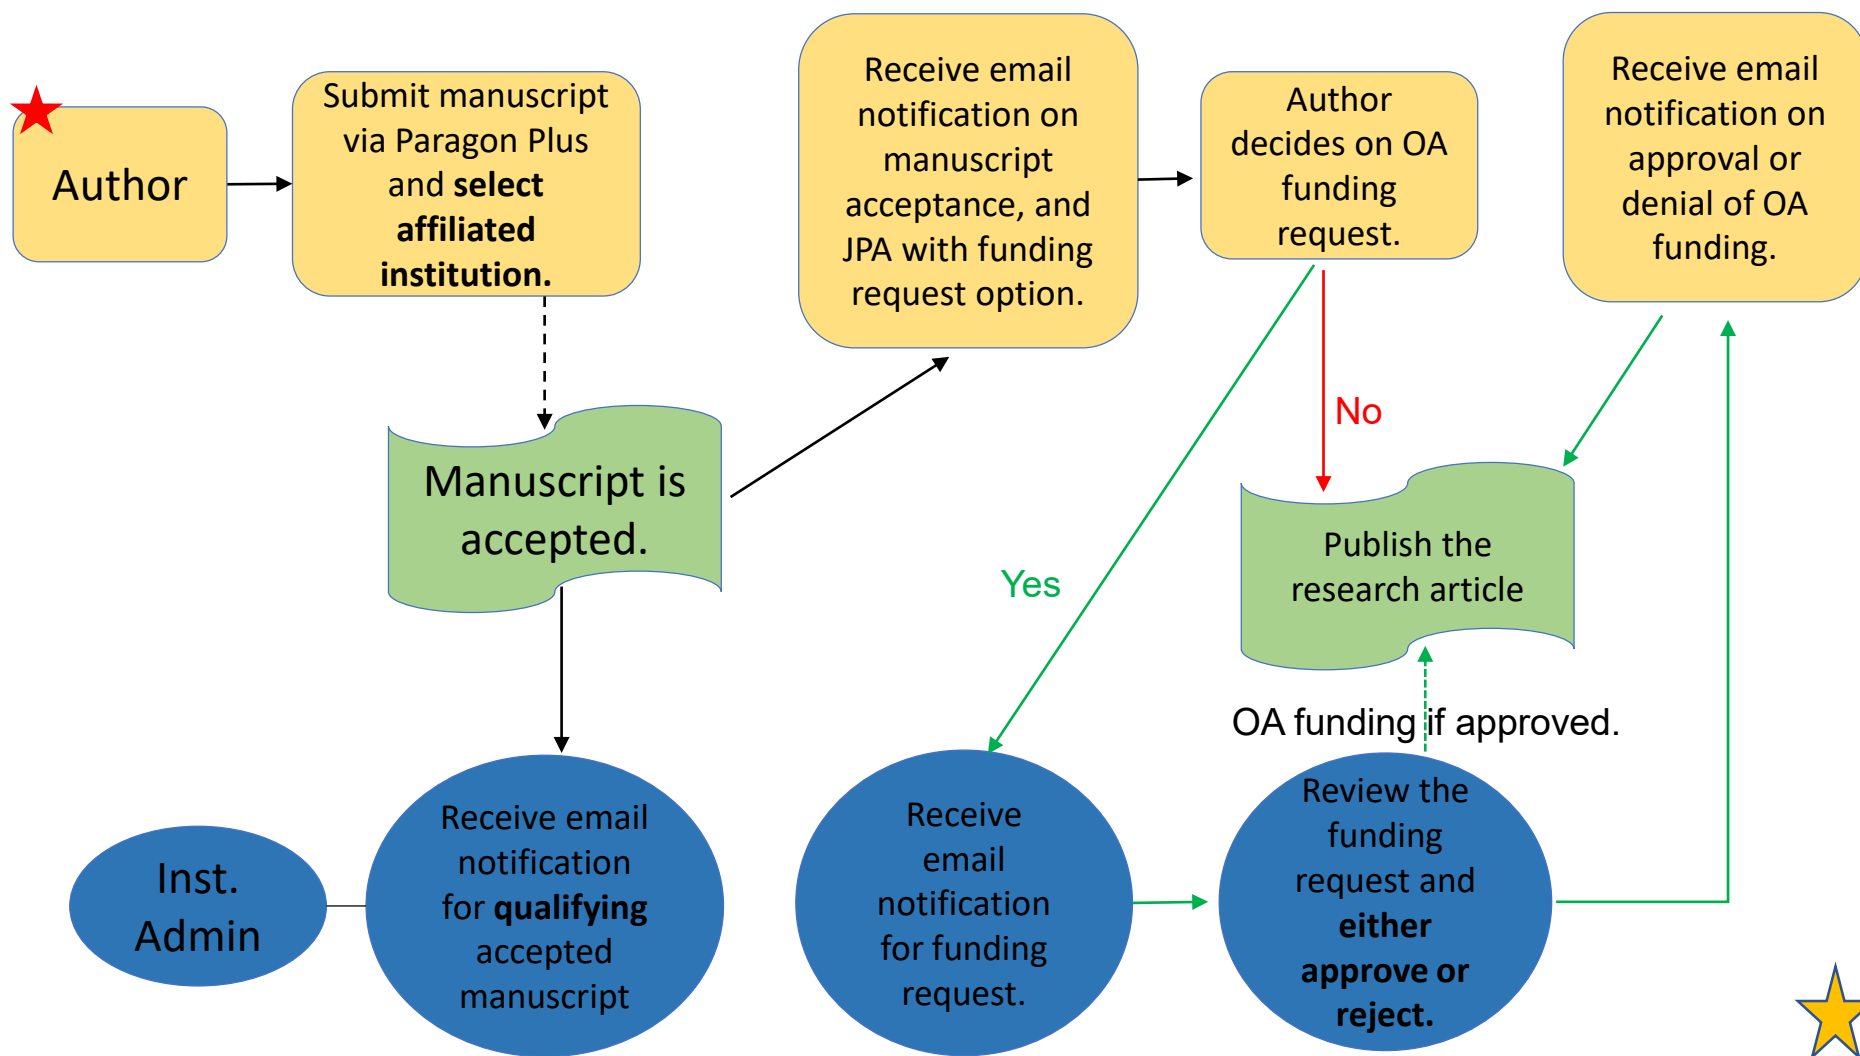 Author
Submit manuscript
via Paragon Plus
and select
affiliated
institution.
Receive email
notification on
manuscript
acceptance, and
JPA with funding
request option.
Author
decides on OA
funding
request.
Receive email
notification on
approval or
denial of OA
funding.
No
Yes
Manuscript is
accepted.
Publish the
research article
OA funding if approved.
Inst.
Admin
Receive email
notification
for qualifying
accepted
manuscript
Receive
email
notification
for funding
request.
Review the
funding
request and
either
approve or
reject.